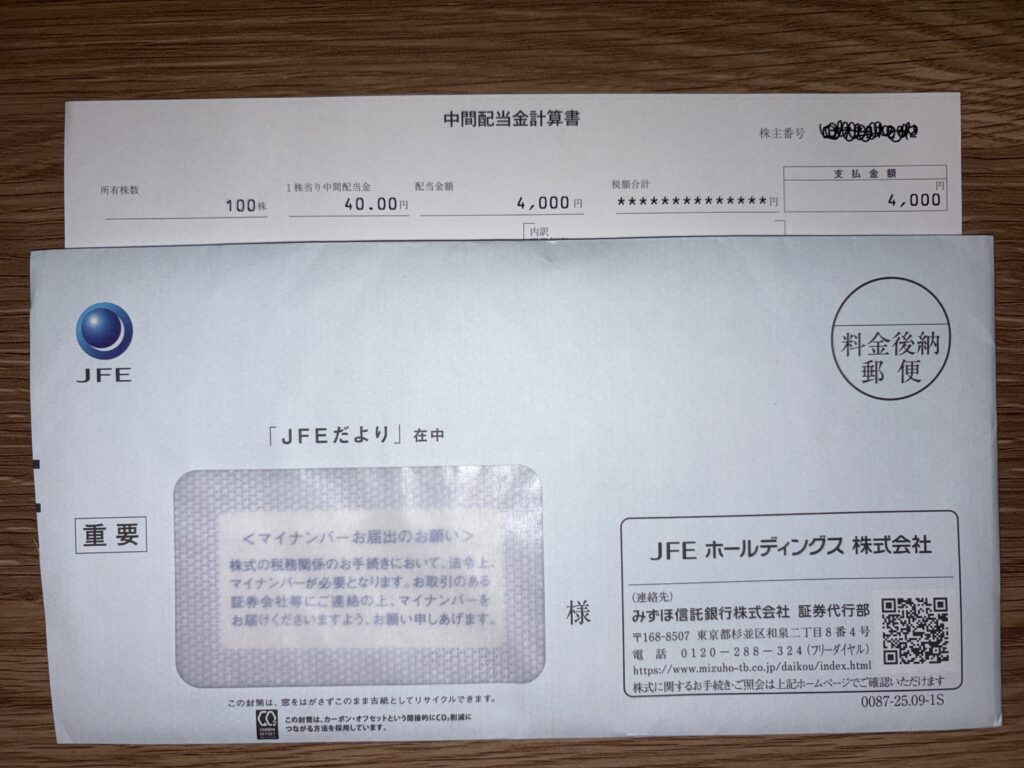 中間配当金計算書
株主番号
所有株数
100株
1株当り中間配当金
40.00円
配当金額
4,000円
税額合計
**************円
支払金額
円
4,000
内訳
JFE
料金後納
郵便
「JFEだより」在中
重要
<マイナンバーお届出のお願い>
株式の税務関係のお手続きにおいて、法令上、
マイナンバーが必要となります。お取引のある
証券会社等にご連絡の上、マイナンバーを
お届けくださいますよう、お願い申しあげます。
様
JFE ホールディングス 株式会社
(連絡先)
みずほ信託銀行株式会社 証券代行部
〒168-8507 東京都杉並区和泉二丁目8番4号
電話 0120-288-324(フリーダイヤル)
https://www.mizuho-tb.co.jp/daikou/index.html
株式に関するお手続き・ご照会は上記ホームページでご確認いただけます
0087-25.09-1S
この封筒は、窓をはがさずこのまま古紙としてリサイクルできます。
CO2
CARBON
OFFSET
この封筒は、カーボン・オフセットという間接的にCO2削減に
つながる方法を採用しています。